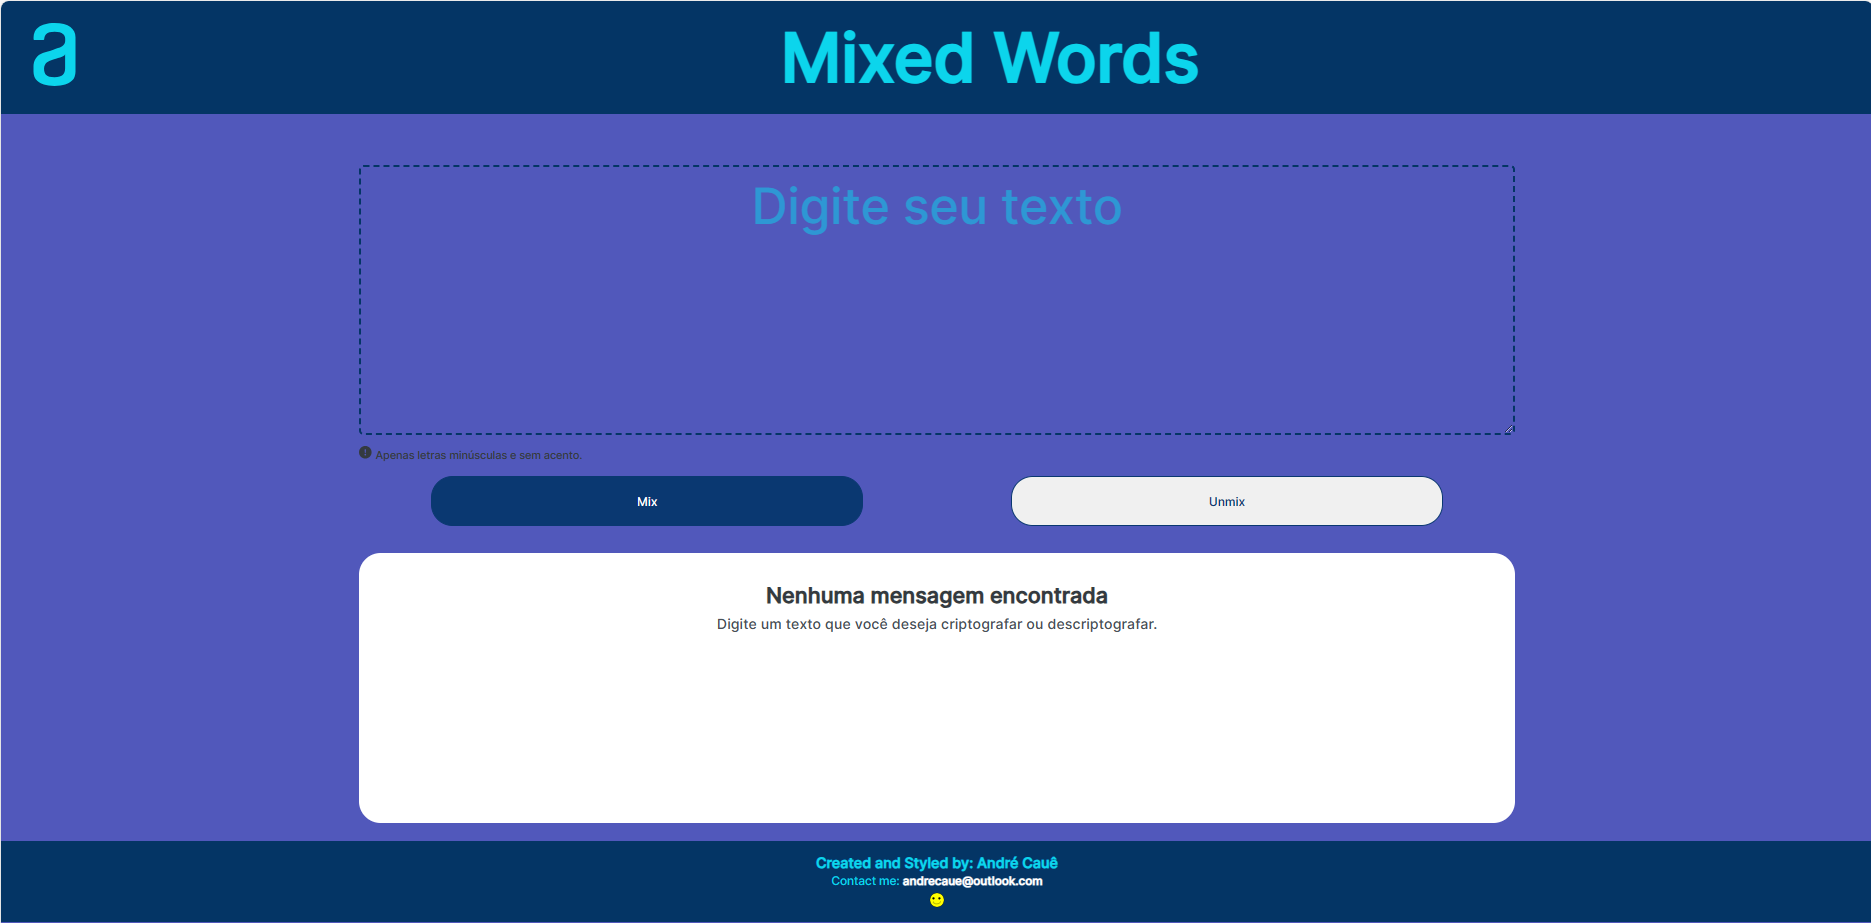 a
Mixed Words
Digite seu texto
Apenas letras minúsculas e sem acento.
Mix
Unmix
Nenhuma mensagem encontrada
Digite um texto que você deseja criptografar ou descriptografar.
Created and Styled by: André Cauê
Contact me: andrecaue@outlook.com